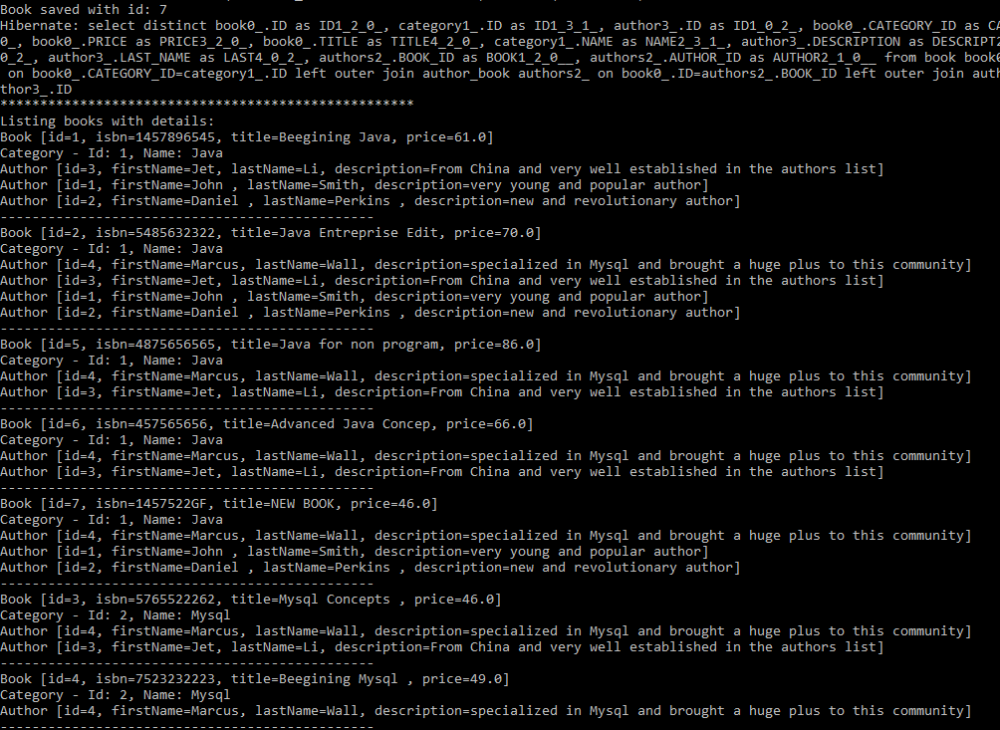 Book saved with id: 7
Hibernate: select distinct book0_.ID as ID1_2_0_, category1_.ID as ID1_3_1_, author3_.ID as ID1_0_2_, book0_.CATEGORY_ID as CA
0_, book0_.PRICE as PRICE3_2_0_, book0_.TITLE as TITLE4_2_0_, category1_.NAME as NAME2_3_1_, author3_.DESCRIPTION as DESCRIPT2
0_2_, author3_.LAST_NAME as LAST4_0_2_, authors2_.BOOK_ID as BOOK1_2_0__, authors2_.AUTHOR_ID as AUTHOR2_1_0__ from book book0
 on book0_.CATEGORY_ID=category1_.ID left outer join author_book authors2_ on book0_.ID=authors2_.BOOK_ID left outer join auth
thor3_.ID
****************************************************
Listing books with details:
Book [id=1, isbn=1457896545, title=Beegining Java, price=61.0]
Category - Id: 1, Name: Java
Author [id=3, firstName=Jet, lastName=Li, description=From China and very well established in the authors list]
Author [id=1, firstName=John , lastName=Smith, description=very young and popular author]
Author [id=2, firstName=Daniel , lastName=Perkins , description=new and revolutionary author]
-----------------------------------------------
Book [id=2, isbn=5485632322, title=Java Entreprise Edit, price=70.0]
Category - Id: 1, Name: Java
Author [id=4, firstName=Marcus, lastName=Wall, description=specialized in Mysql and brought a huge plus to this community]
Author [id=3, firstName=Jet, lastName=Li, description=From China and very well established in the authors list]
Author [id=1, firstName=John , lastName=Smith, description=very young and popular author]
Author [id=2, firstName=Daniel , lastName=Perkins , description=new and revolutionary author]
-----------------------------------------------
Book [id=5, isbn=4875656565, title=Java for non program, price=86.0]
Category - Id: 1, Name: Java
Author [id=4, firstName=Marcus, lastName=Wall, description=specialized in Mysql and brought a huge plus to this community]
Author [id=3, firstName=Jet, lastName=Li, description=From China and very well established in the authors list]
-----------------------------------------------
Book [id=6, isbn=457565656, title=Advanced Java Concep, price=66.0]
Category - Id: 1, Name: Java
Author [id=4, firstName=Marcus, lastName=Wall, description=specialized in Mysql and brought a huge plus to this community]
Author [id=3, firstName=Jet, lastName=Li, description=From China and very well established in the authors list]
-----------------------------------------------
Book [id=7, isbn=1457522GF, title=NEW BOOK, price=46.0]
Category - Id: 1, Name: Java
Author [id=4, firstName=Marcus, lastName=Wall, description=specialized in Mysql and brought a huge plus to this community]
Author [id=1, firstName=John , lastName=Smith, description=very young and popular author]
Author [id=2, firstName=Daniel , lastName=Perkins , description=new and revolutionary author]
-----------------------------------------------
Book [id=3, isbn=5765522262, title=Mysql Concepts , price=46.0]
Category - Id: 2, Name: Mysql
Author [id=4, firstName=Marcus, lastName=Wall, description=specialized in Mysql and brought a huge plus to this community]
Author [id=3, firstName=Jet, lastName=Li, description=From China and very well established in the authors list]
-----------------------------------------------
Book [id=4, isbn=7523232223, title=Beegining Mysql , price=49.0]
Category - Id: 2, Name: Mysql
Author [id=4, firstName=Marcus, lastName=Wall, description=specialized in Mysql and brought a huge plus to this community]
-----------------------------------------------